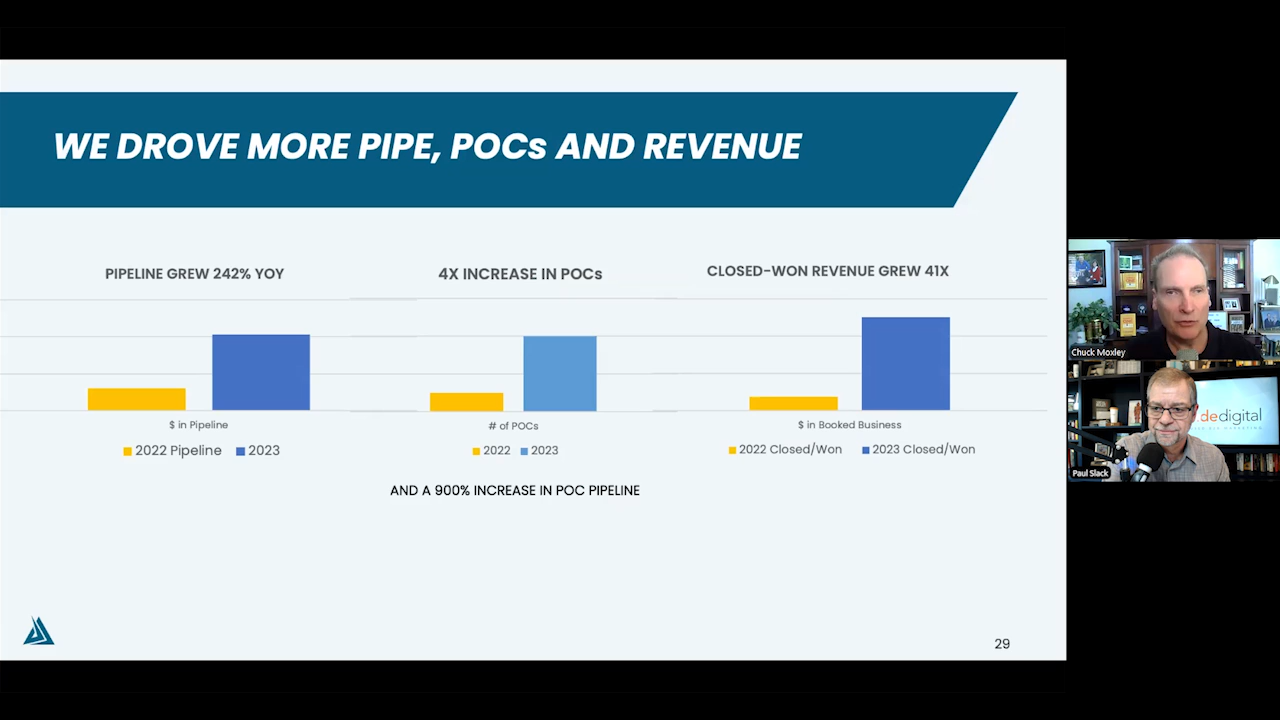 WE DROVE MORE PIPE, POCs AND REVENUE
PIPELINE GREW 242% YOY
$ in Pipeline
2022 Pipeline 2023
4X INCREASE IN POCs
# of POCs
2022 2023
AND A 900% INCREASE IN POC PIPELINE
CLOSED-WON REVENUE GREW 41X
$ in Booked Business
2022 Closed/Won 2023 Closed/Won
29
Chuck Moxley
dedigital
Paul Slack